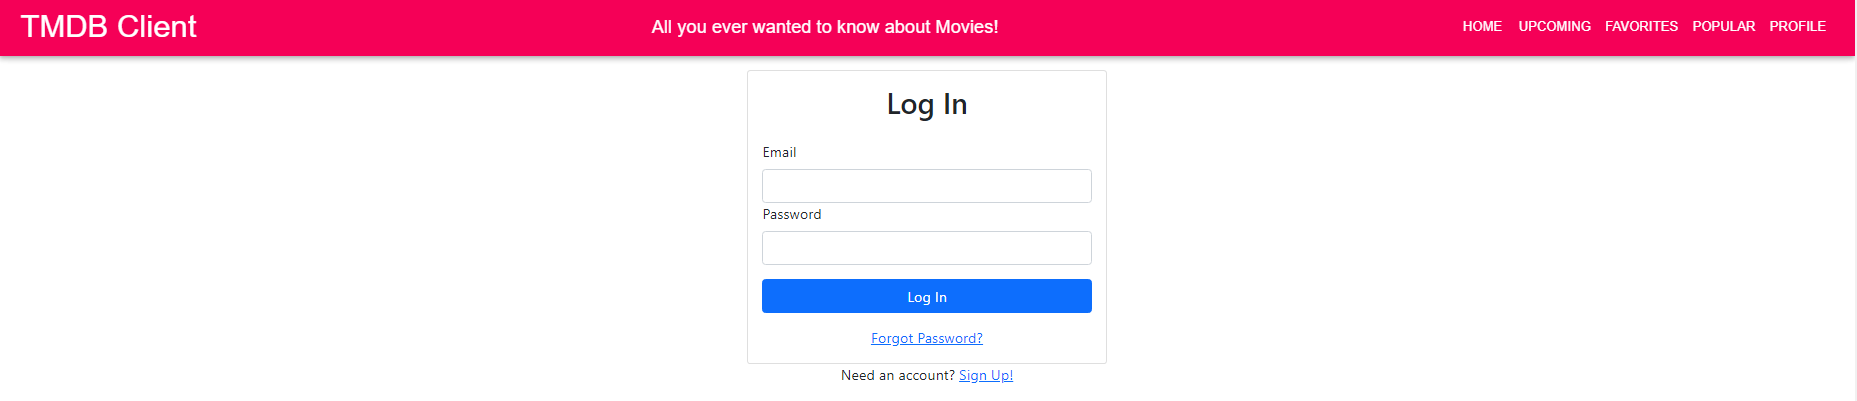 TMDB Client All you ever wanted to know about Movies! HOME UPCOMING FAVORITES POPULAR PROFILE
Log In
Email
Password
Log In
Forgot Password?
Need an account? Sign Up!